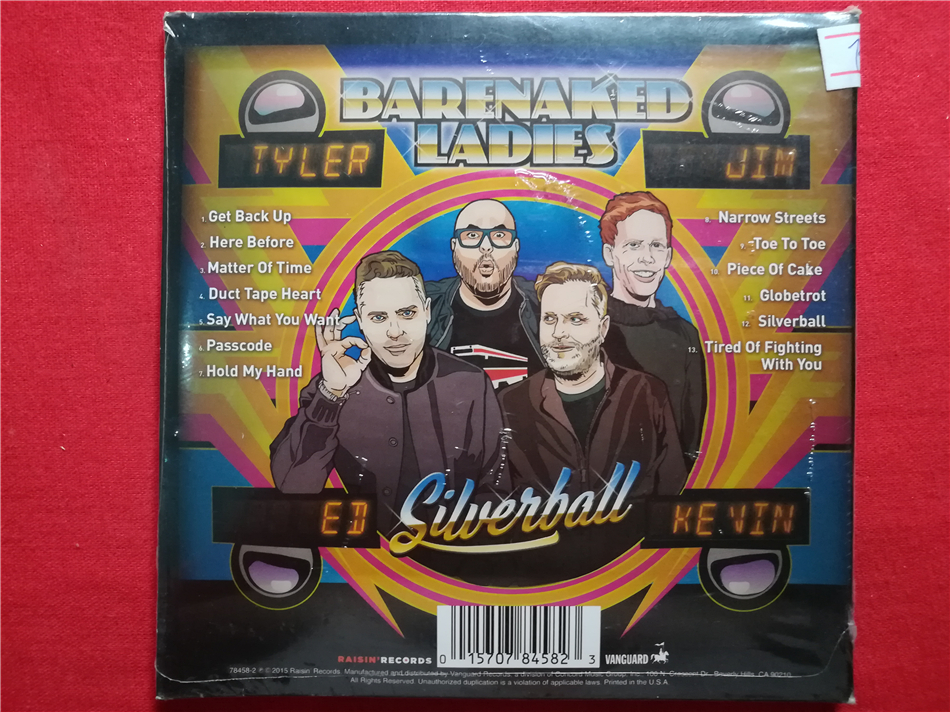 BARENAKED
LADIES
TYLER
JIM
1. Get Back Up
2. Here Before
3. Matter Of Time
4. Duct Tape Heart
5. Say What You Want
6. Passcode
7. Hold My Hand
8. Narrow Streets
9. Toe To Toe
10. Piece Of Cake
11. Globetrot
12. Silverball
13. Tired Of Fighting
With You
ED
Silverball
KEVIN
RAISIN' RECORDS
0 15707 84582 3
VANGUARD
78458-2 ℗ © 2015 Raisin' Records. Manufactured and distributed by Vanguard Records, a division of Concord Music Group, Inc., 100 N. Crescent Dr., Beverly Hills, CA 90210
All Rights Reserved. Unauthorized duplication is a violation of applicable laws. Printed in the U.S.A.